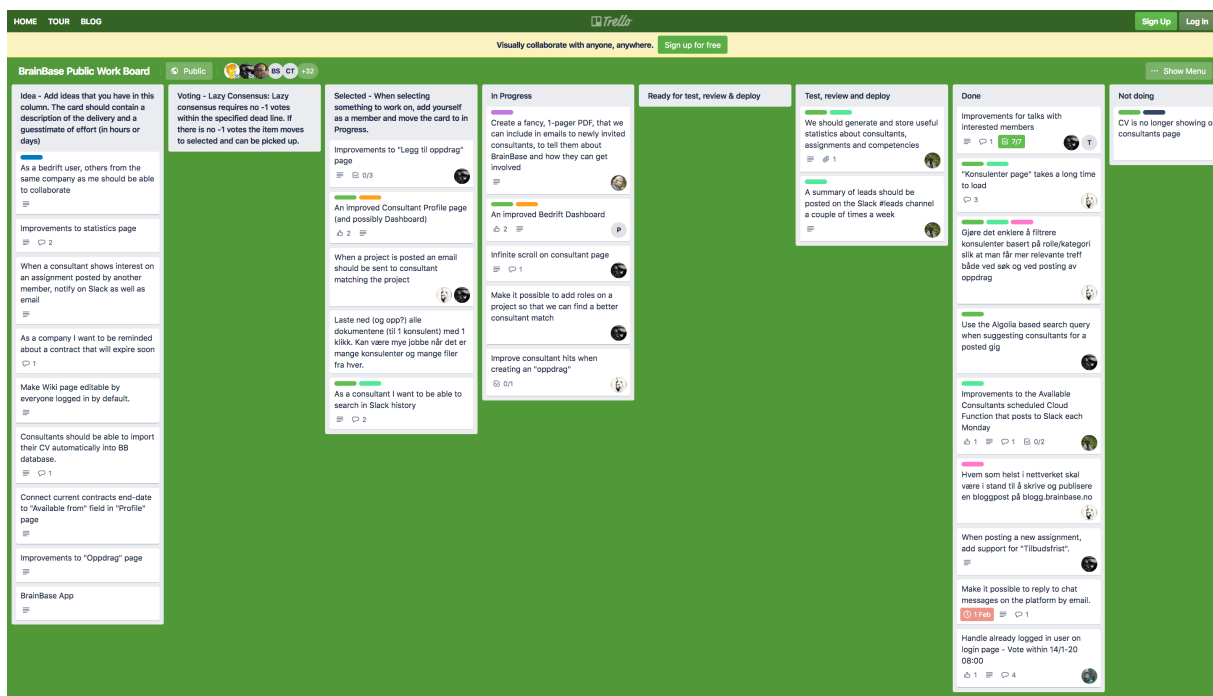 HOME TOUR BLOG
Trello
Sign Up Log In
Visually collaborate with anyone, anywhere. Sign up for free
BrainBase Public Work Board
Public
BS CT +32
Show Menu
Idea - Add ideas that you have in this
column. The card should contain a
description of the delivery and a
guesstimate of effort (in hours or
days)
As a bedrift user, others from the
same company as me should be able
to collaborate
Improvements to statistics page
2
When a consultant shows interest on
an assignment posted by another
member, notify on Slack as well as
email
As a company I want to be reminded
about a contract that will expire soon
1
Make Wiki page editable by
everyone logged in by default.
Consultants should be able to import
their CV automatically into BB
database.
1
Connect current contracts end-date
to "Available from" field in "Profile"
page
Improvements to "Oppdrag" page
BrainBase App
Voting - Lazy Consensus: Lazy
consensus requires no -1 votes
within the specified dead line. If
there is no -1 votes the item moves
to selected and can be picked up.
Selected - When selecting
something to work on, add yourself
as a member and move the card to in
Progress.
Improvements to "Legg til oppdrag"
page
0/3
An improved Consultant Profile page
(and possibly Dashboard)
2
When a project is posted an email
should be sent to consultant
matching the project
Laste ned (og opp?) alle
dokumentene (til 1 konsulent) med 1
klikk. Kan være mye jobbe når det er
mange konsulenter og mange filer
fra hver.
As a consultant I want to be able to
search in Slack history
2
In Progress
Create a fancy, 1-pager PDF, that we
can include in emails to newly invited
consultants, to tell them about
BrainBase and how they can get
involved
An improved Bedrift Dashboard
2 P
Infinite scroll on consultant page
1
Make it possible to add roles on a
project so that we can find a better
consultant match
Improve consultant hits when
creating an "oppdrag"
0/1
Ready for test, review & deploy
Test, review and deploy
We should generate and store useful
statistics about consultants,
assignments and competencies
1
A summary of leads should be
posted on the Slack #leads channel
a couple of times a week
Done
Improvements for talks with
interested members
1 7/7 T
"Konsulenter page" takes a long time
to load
3
Gjøre det enklere å filtrere
konsulenter basert på rolle/kategori
slik at man får mer relevante treff
både ved søk og ved posting av
oppdrag
Use the Algolia based search query
when suggesting consultants for a
posted gig
Improvements to the Available
Consultants scheduled Cloud
Function that posts to Slack each
Monday
1 1 0/2
Hvem som helst i nettverket skal
være i stand til å skrive og publisere
en bloggpost på blogg.brainbase.no
When posting a new assignment,
add support for "Tilbudsfrist".
Make it possible to reply to chat
messages on the platform by email.
1 Feb 1
Handle already logged in user on
login page - Vote within 14/1-20
08:00
1 4
Not doing
CV is no longer showing o
consultants page